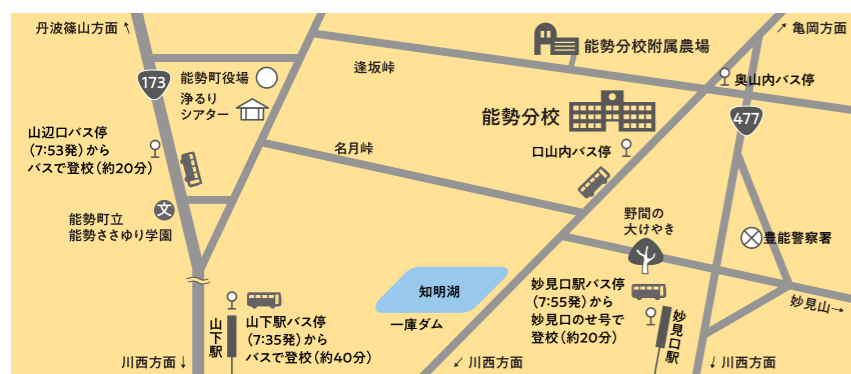 丹波篠山方面↑
173
能勢町役場
浄るり
シアター
逢坂峠
能勢分校附属農場
↗亀岡方面
奥山内バス停
477
能勢分校
口山内バス停
山辺口バス停
(7:53発)から
バスで登校(約20分)
名月峠
文
能勢町立
能勢ささゆり学園
野間の
大けやき
豊能警察署
知明湖
一庫ダム
妙見口駅バス停
(7:55発)から
妙見口のせ号で
登校(約20分)
妙見口駅
妙見山→
山下駅
山下駅バス停
(7:35発)から
バスで登校(約40分)
川西方面↓
↙川西方面
↓川西方面